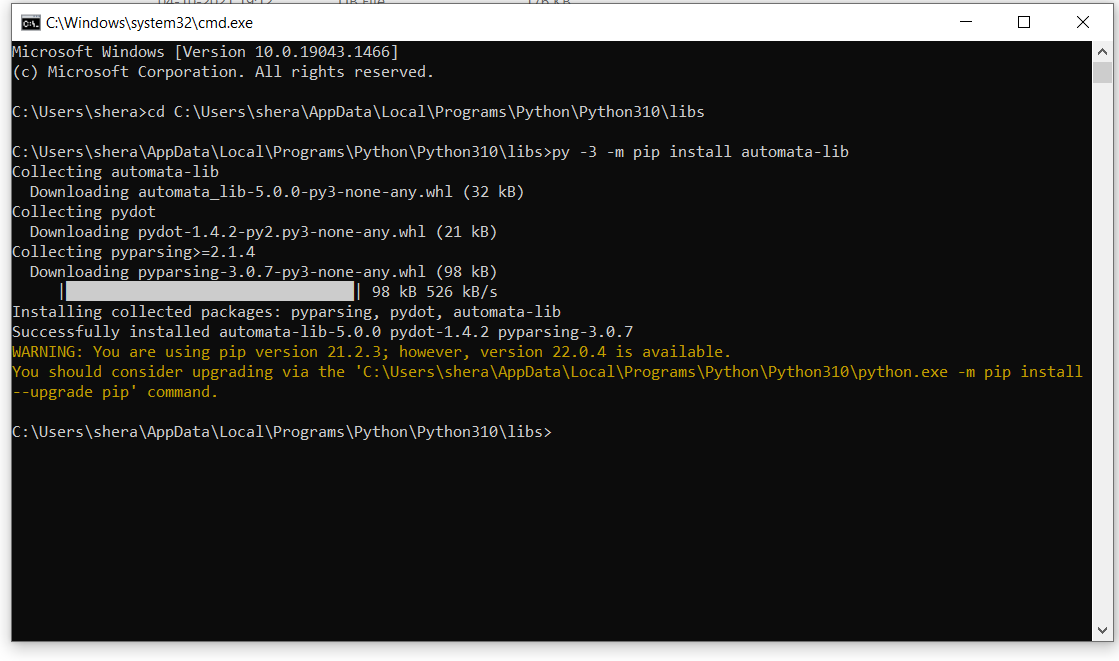 C:\Windows\system32\cmd.exe
Microsoft Windows [Version 10.0.19043.1466]
(c) Microsoft Corporation. All rights reserved.
C:\Users\shera>cd C:\Users\shera\AppData\Local\Programs\Python\Python310\libs
C:\Users\shera\AppData\Local\Programs\Python\Python310\libs>py -3 -m pip install automata-lib
Collecting automata-lib
  Downloading automata_lib-5.0.0-py3-none-any.whl (32 kB)
Collecting pydot
  Downloading pydot-1.4.2-py2.py3-none-any.whl (21 kB)
Collecting pyparsing>=2.1.4
  Downloading pyparsing-3.0.7-py3-none-any.whl (98 kB)
     |████████████████████████████████| 98 kB 526 kB/s
Installing collected packages: pyparsing, pydot, automata-lib
Successfully installed automata-lib-5.0.0 pydot-1.4.2 pyparsing-3.0.7
WARNING: You are using pip version 21.2.3; however, version 22.0.4 is available.
You should consider upgrading via the 'C:\Users\shera\AppData\Local\Programs\Python\Python310\python.exe -m pip install
--upgrade pip' command.
C:\Users\shera\AppData\Local\Programs\Python\Python310\libs>